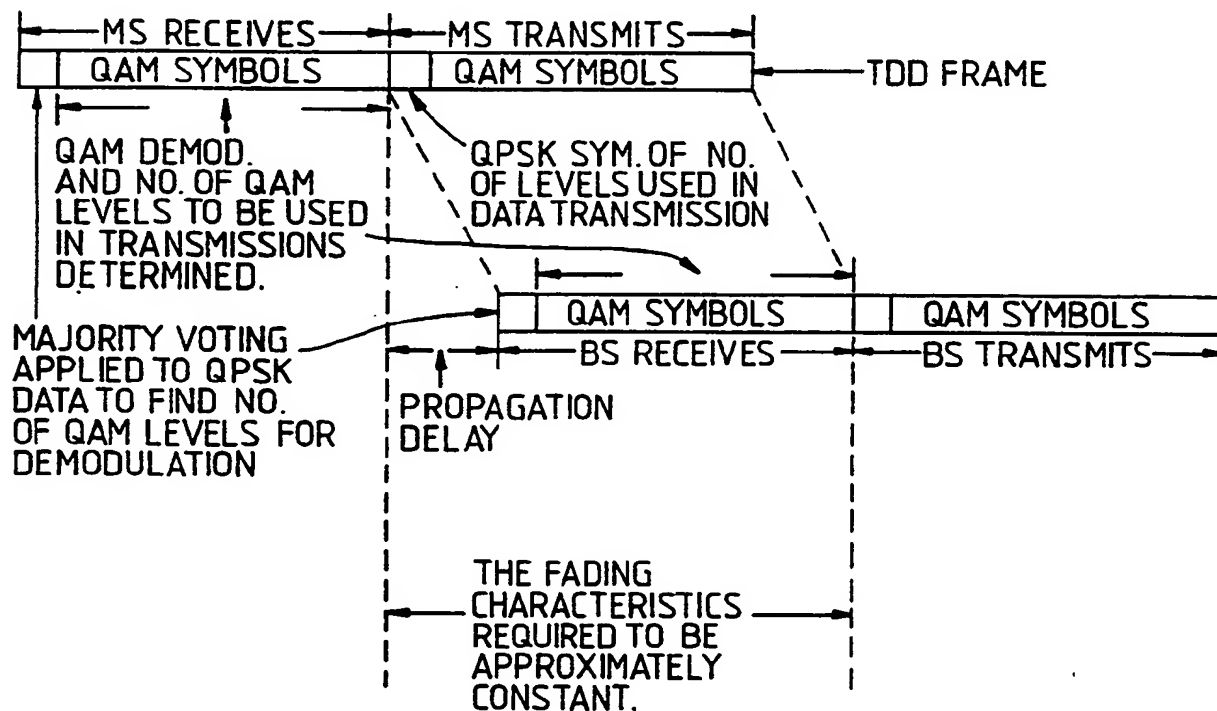 MS RECEIVES
MS TRANSMITS
QAM SYMBOLS
QAM SYMBOLS
TDD FRAME
QAM DEMOD.
AND NO. OF QAM
LEVELS TO BE USED
IN TRANSMISSIONS
DETERMINED.
QPSK SYM. OF NO.
OF LEVELS USED IN
DATA TRANSMISSION
QAM SYMBOLS
QAM SYMBOLS
BS RECEIVES
BS TRANSMITS
MAJORITY VOTING
APPLIED TO QPSK
DATA TO FIND NO.
OF QAM LEVELS FOR
DEMODULATION
PROPAGATION
DELAY
THE FADING
CHARACTERISTICS
REQUIRED TO BE
APPROXIMATELY
CONSTANT.